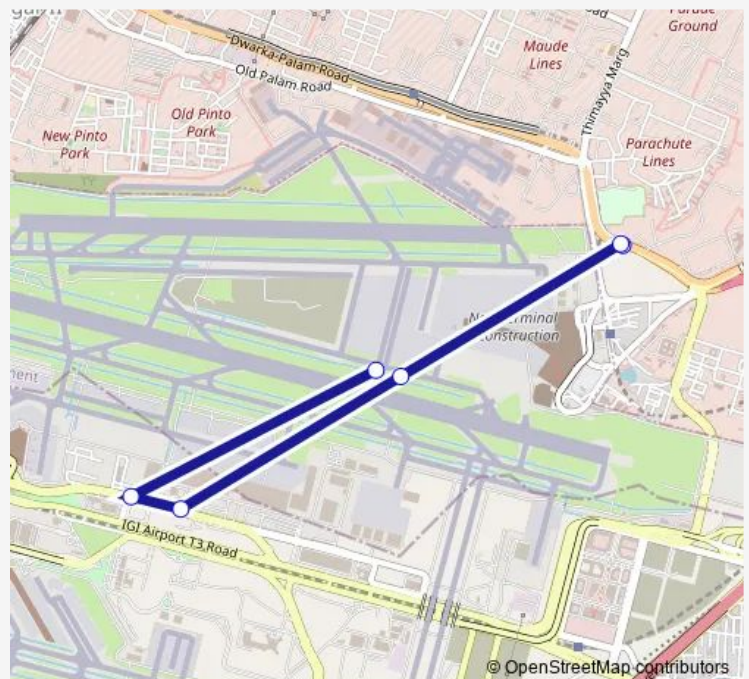 Dwarka-Palam Road
Old Palam Road
Maude
Lines
Parade
Ground
Thimayya Marg
Old Pinto
Park
New Pinto
Park
Parachute
Lines
IGI Airport T3 Road
© OpenStreetMap contributors